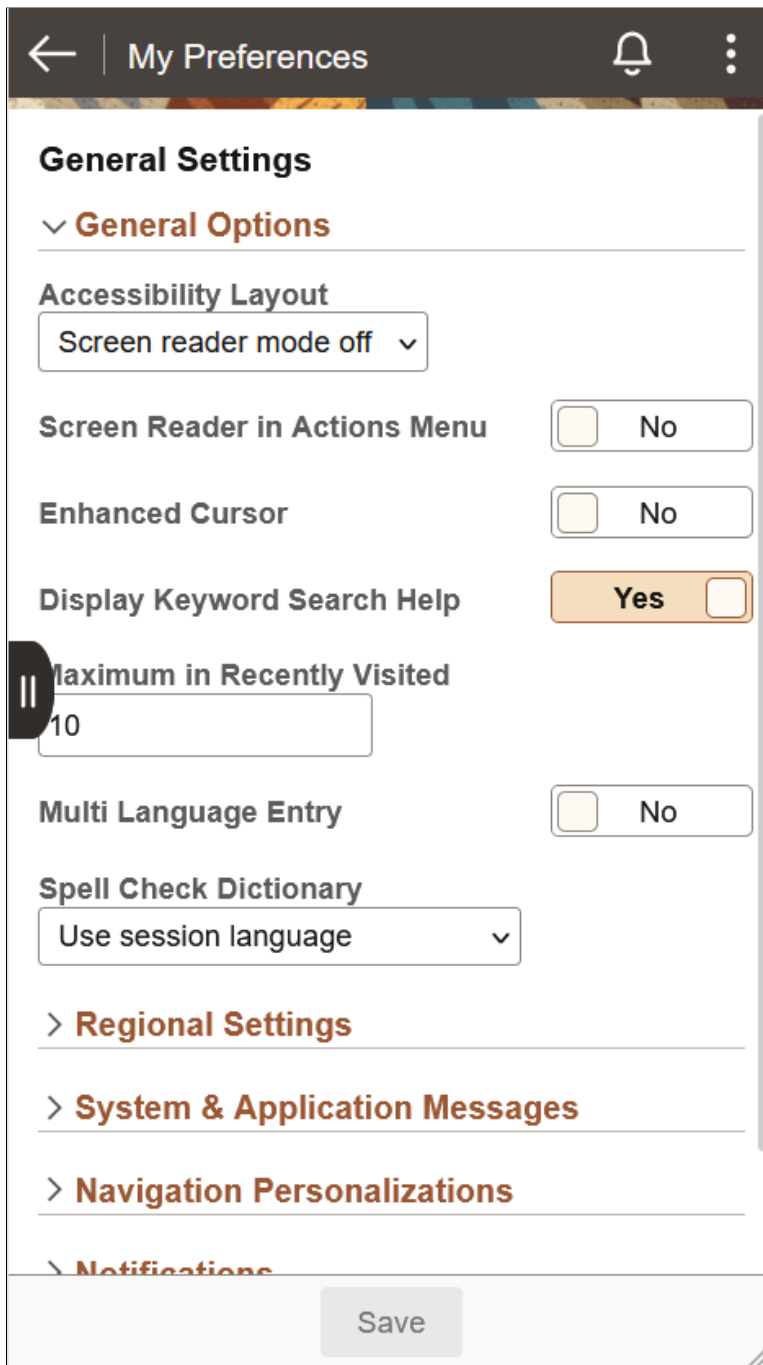 My Preferences
General Settings
General Options
Accessibility Layout
Screen reader mode off
Screen Reader in Actions Menu No
Enhanced Cursor No
Display Keyword Search Help Yes
Maximum in Recently Visited
10
Multi Language Entry No
Spell Check Dictionary
Use session language
Regional Settings
System & Application Messages
Navigation Personalizations
Notifications
Save